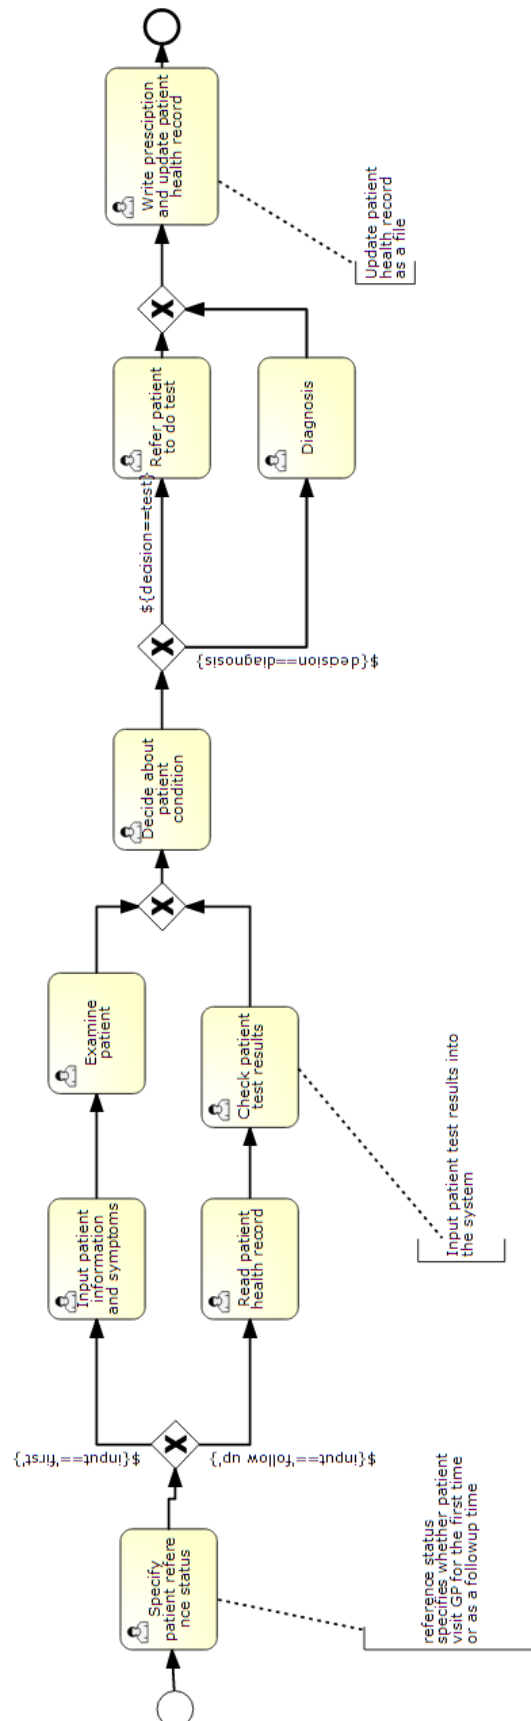 Specify
patient refere
nce status
reference status
specifies whether patient
visit GP for the first time
or as a followup time
${input=='first'}
${input=='follow up'}
Input patient
information
and symptoms
Examine
patient
Read patient
health record
Check patient
test results
Input patient test results into
the system
Decide about
patient
condition
${decision==test}
${decision==diagnosis}
Refer patient
to do test
Diagnosis
Write presciption
and update patient
health record
Update patient
health record
as a file